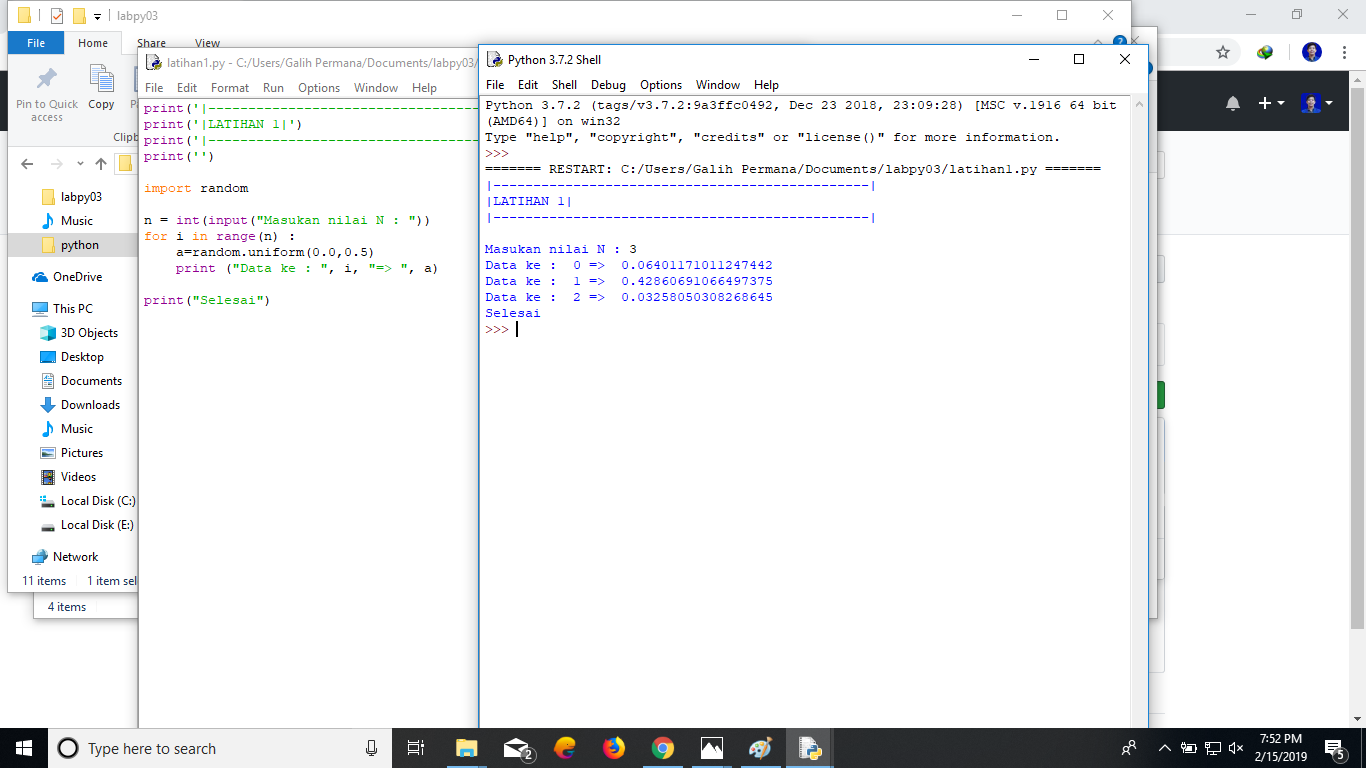 labpy03
File Home Share View
Pin to Quick
access
Copy
labpy03
Music
python
OneDrive
This PC
3D Objects
Desktop
Documents
Downloads
Music
Pictures
Videos
Local Disk (C:)
Local Disk (E:)
Network
11 items 1 item sel
4 items
latihan1.py - C:/Users/Galih Permana/Documents/labpy03/
File Edit Format Run Options Window Help
print('|----------------------------------
print('|LATIHAN 1|')
print('|----------------------------------
print('')
import random
n = int(input("Masukan nilai N : "))
for i in range(n) :
a=random.uniform(0.0,0.5)
print ("Data ke : ", i, "=> ", a)
print("Selesai")
Python 3.7.2 Shell
File Edit Shell Debug Options Window Help
Python 3.7.2 (tags/v3.7.2:9a3ffc0492, Dec 23 2018, 23:09:28) [MSC v.1916 64 bit
(AMD64)] on win32
Type "help", "copyright", "credits" or "license()" for more information.
>>>
======= RESTART: C:/Users/Galih Permana/Documents/labpy03/latihan1.py =======
|-----------------------------------------------|
|LATIHAN 1|
|-----------------------------------------------|
Masukan nilai N : 3
Data ke :  0 =>  0.06401171011247442
Data ke :  1 =>  0.42860691066497375
Data ke :  2 =>  0.03258050308268645
Selesai
>>>
Type here to search
2
7:52 PM
2/15/2019
5